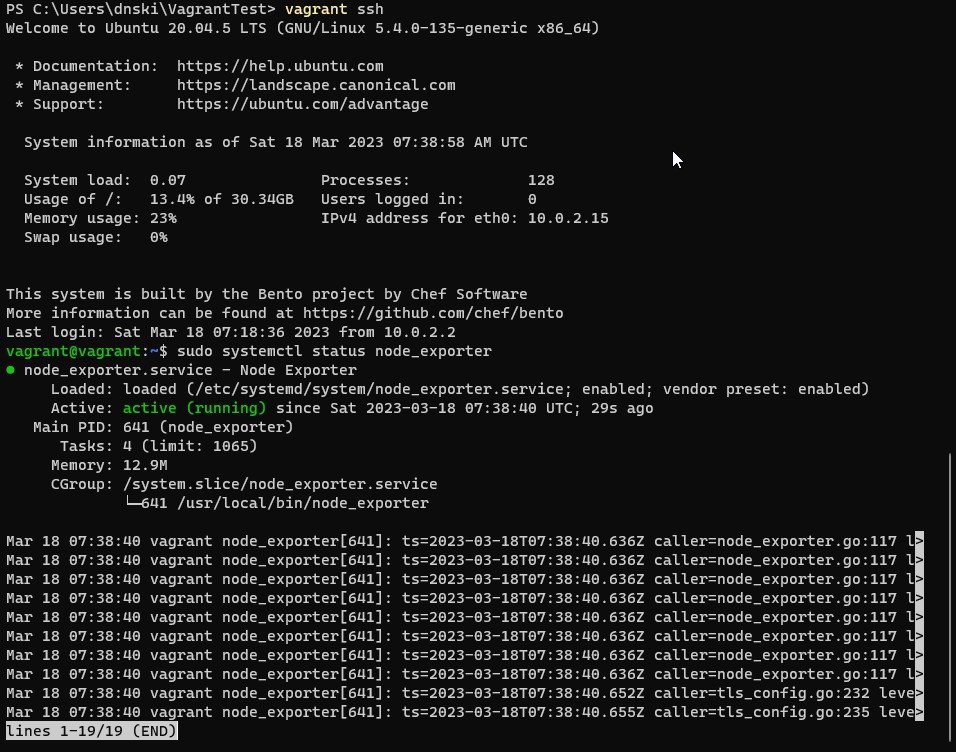 PS C:\Users\dnski\VagrantTest> vagrant ssh
Welcome to Ubuntu 20.04.5 LTS (GNU/Linux 5.4.0-135-generic x86_64)

 * Documentation:  https://help.ubuntu.com
 * Management:     https://landscape.canonical.com
 * Support:        https://ubuntu.com/advantage

  System information as of Sat 18 Mar 2023 07:38:58 AM UTC

  System load:  0.07               Processes:             128
  Usage of /:   13.4% of 30.34GB   Users logged in:       0
  Memory usage: 23%                IPv4 address for eth0: 10.0.2.15
  Swap usage:   0%


This system is built by the Bento project by Chef Software
More information can be found at https://github.com/chef/bento
Last login: Sat Mar 18 07:18:36 2023 from 10.0.2.2
vagrant@vagrant:~$ sudo systemctl status node_exporter
● node_exporter.service - Node Exporter
     Loaded: loaded (/etc/systemd/system/node_exporter.service; enabled; vendor preset: enabled)
     Active: active (running) since Sat 2023-03-18 07:38:40 UTC; 29s ago
   Main PID: 641 (node_exporter)
      Tasks: 4 (limit: 1065)
     Memory: 12.9M
     CGroup: /system.slice/node_exporter.service
             └─641 /usr/local/bin/node_exporter

Mar 18 07:38:40 vagrant node_exporter[641]: ts=2023-03-18T07:38:40.636Z caller=node_exporter.go:117 l>
Mar 18 07:38:40 vagrant node_exporter[641]: ts=2023-03-18T07:38:40.636Z caller=node_exporter.go:117 l>
Mar 18 07:38:40 vagrant node_exporter[641]: ts=2023-03-18T07:38:40.636Z caller=node_exporter.go:117 l>
Mar 18 07:38:40 vagrant node_exporter[641]: ts=2023-03-18T07:38:40.636Z caller=node_exporter.go:117 l>
Mar 18 07:38:40 vagrant node_exporter[641]: ts=2023-03-18T07:38:40.636Z caller=node_exporter.go:117 l>
Mar 18 07:38:40 vagrant node_exporter[641]: ts=2023-03-18T07:38:40.636Z caller=node_exporter.go:117 l>
Mar 18 07:38:40 vagrant node_exporter[641]: ts=2023-03-18T07:38:40.636Z caller=node_exporter.go:117 l>
Mar 18 07:38:40 vagrant node_exporter[641]: ts=2023-03-18T07:38:40.636Z caller=node_exporter.go:117 l>
Mar 18 07:38:40 vagrant node_exporter[641]: ts=2023-03-18T07:38:40.652Z caller=tls_config.go:232 leve>
Mar 18 07:38:40 vagrant node_exporter[641]: ts=2023-03-18T07:38:40.655Z caller=tls_config.go:235 leve>
lines 1-19/19 (END)